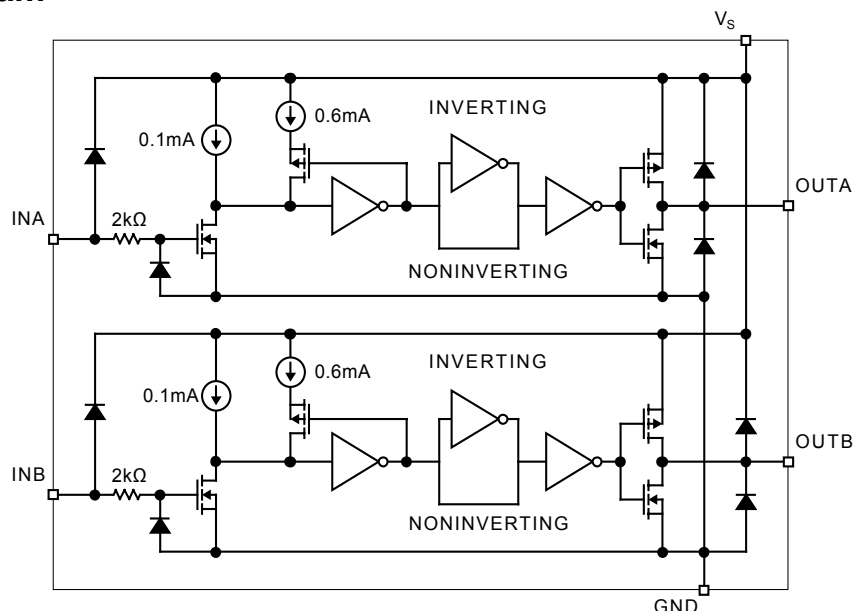 V_S
0.6mA
INVERTING
0.1mA
OUTA
INA
2kΩ
NONINVERTING
INVERTING
0.6mA
0.1mA
OUTB
INB
2kΩ
NONINVERTING
GND